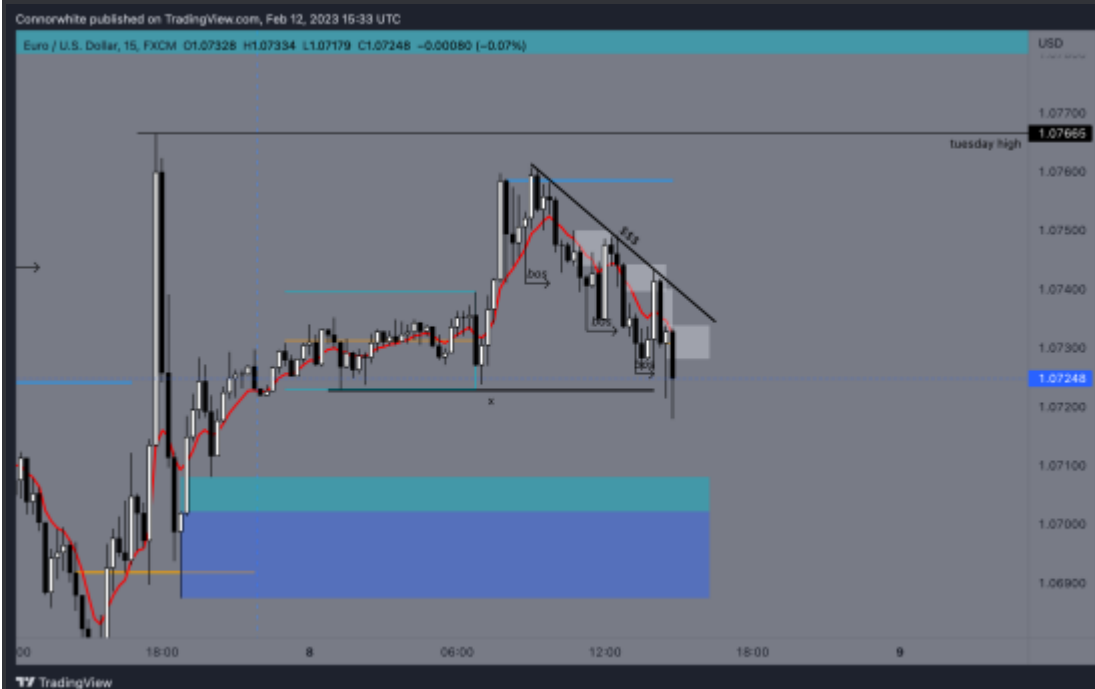 Connorwhite published on TradingView.com, Feb 12, 2023 15:33 UTC
Euro / U.S. Dollar, 15, FXCM O1.07328 H1.07334 L1.07179 C1.07248 −0.00080 (−0.07%)
USD
1.07700
1.07665
tuesday high
1.07600
1.07500
$$$
1.07400
bos
bos
1.07300
bos
1.07248
x
1.07200
1.07100
1.07000
1.06900
:00 18:00 8 06:00 12:00 18:00 9
TradingView